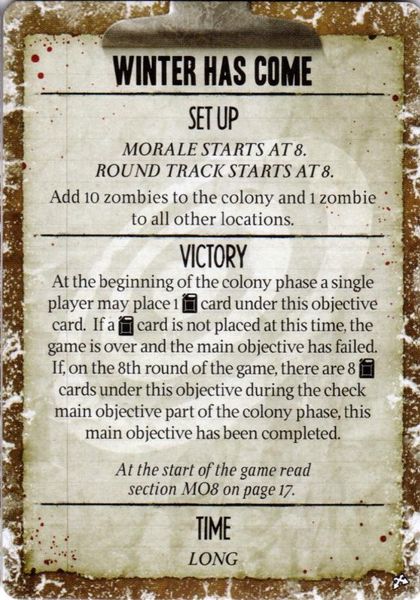 WINTER HAS COME
SET UP
MORALE STARTS AT 8.
ROUND TRACK STARTS AT 8.
Add 10 zombies to the colony and 1 zombie
to all other locations.
VICTORY
At the beginning of the colony phase a single
player may place 1 card under this objective
card. If a card is not placed at this time, the
game is over and the main objective has failed.
If, on the 8th round of the game, there are 8
cards under this objective during the check
main objective part of the colony phase, this
main objective has been completed.
At the start of the game read
section MO8 on page 17.
TIME
LONG